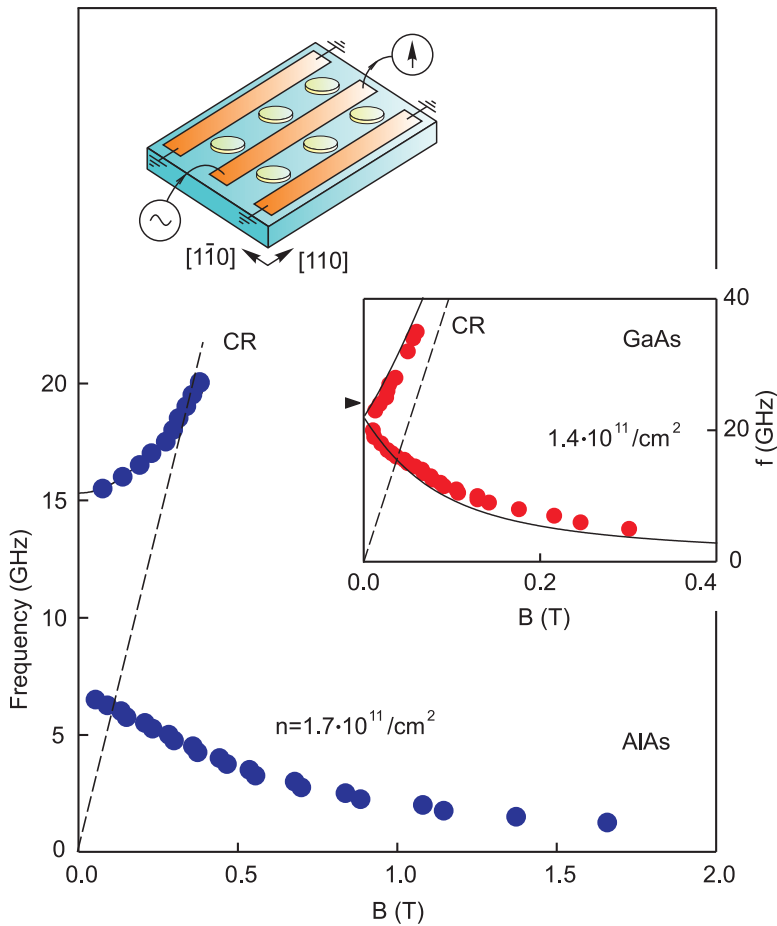 [11̅0]
[110]
CR
20
15
10
5
0
Frequency (GHz)
0.0
0.5
1.0
1.5
2.0
B (T)
n=1.7·10¹¹/cm²
AlAs
CR
GaAs
1.4·10¹¹/cm²
40
20
0
f (GHz)
0.0
0.2
0.4
B (T)